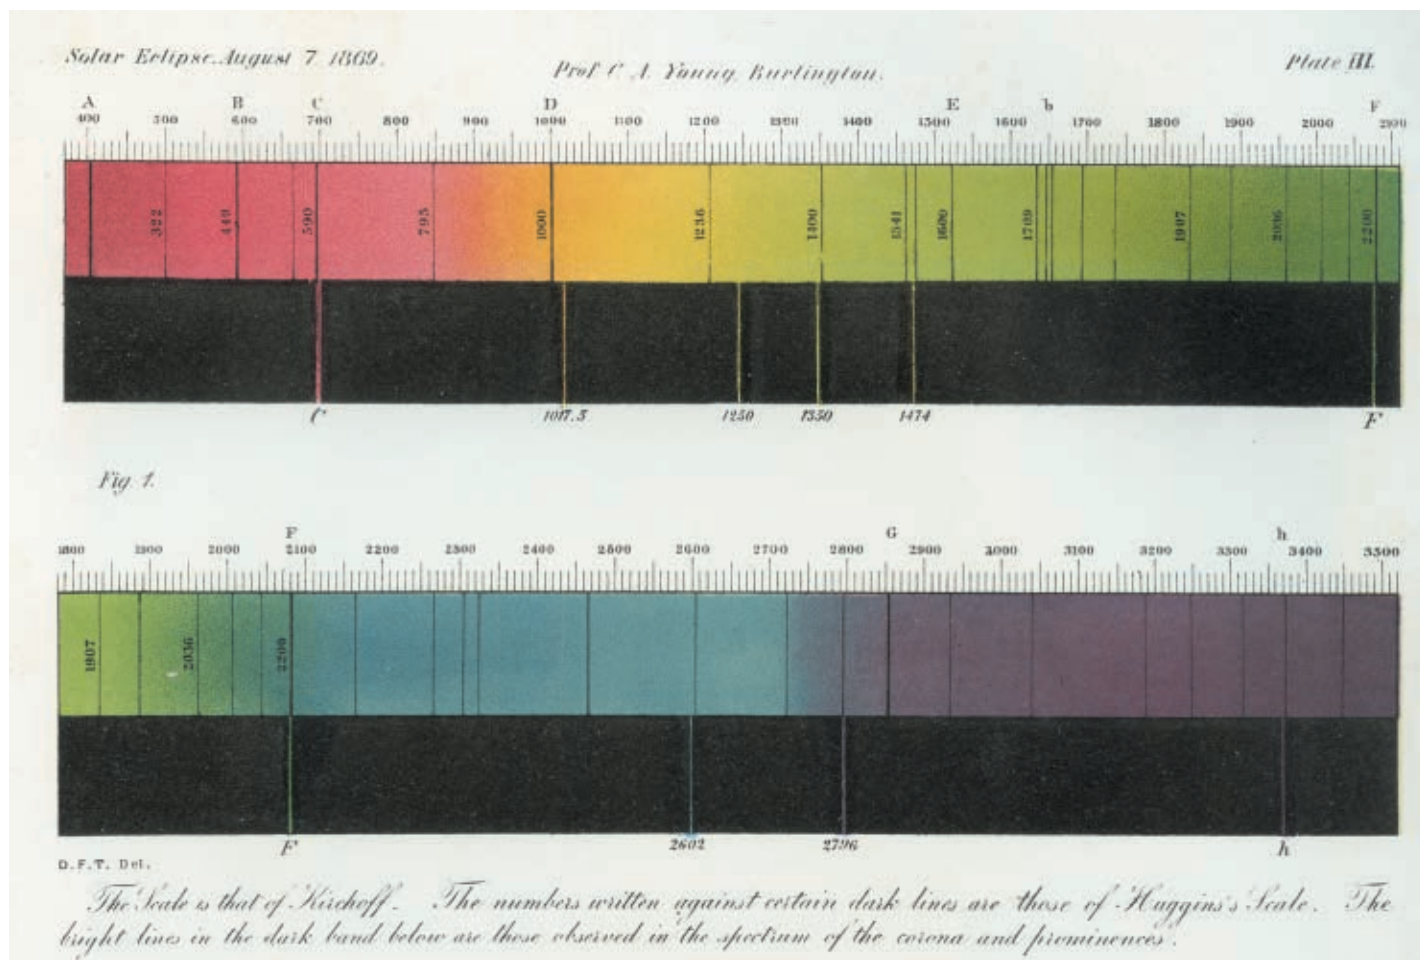 Solar Eclipse. August 7 1869.
Prof C. A. Young, Burlington.
Plate III.
A B C D E b F
400 500 600 700 800 900 1000 1100 1200 1300 1400 1500 1600 1700 1800 1900 2000 2100
322 449 590 795 1000 1236 1400 1541 1600 1709 1907 2036 2200
C 1017.5 1250 1350 1474 F
Fig. 1.
F G h
1800 1900 2000 2100 2200 2300 2400 2500 2600 2700 2800 2900 3000 3100 3200 3300 3400 3500
1907 2036 2200
F 2602 2796 h
D.F.T. Del.
The Scale is that of Kirchoff. The numbers written against certain dark lines are those of Huggins's Scale. The
bright lines in the dark band below are those observed in the spectrum of the corona and prominences.